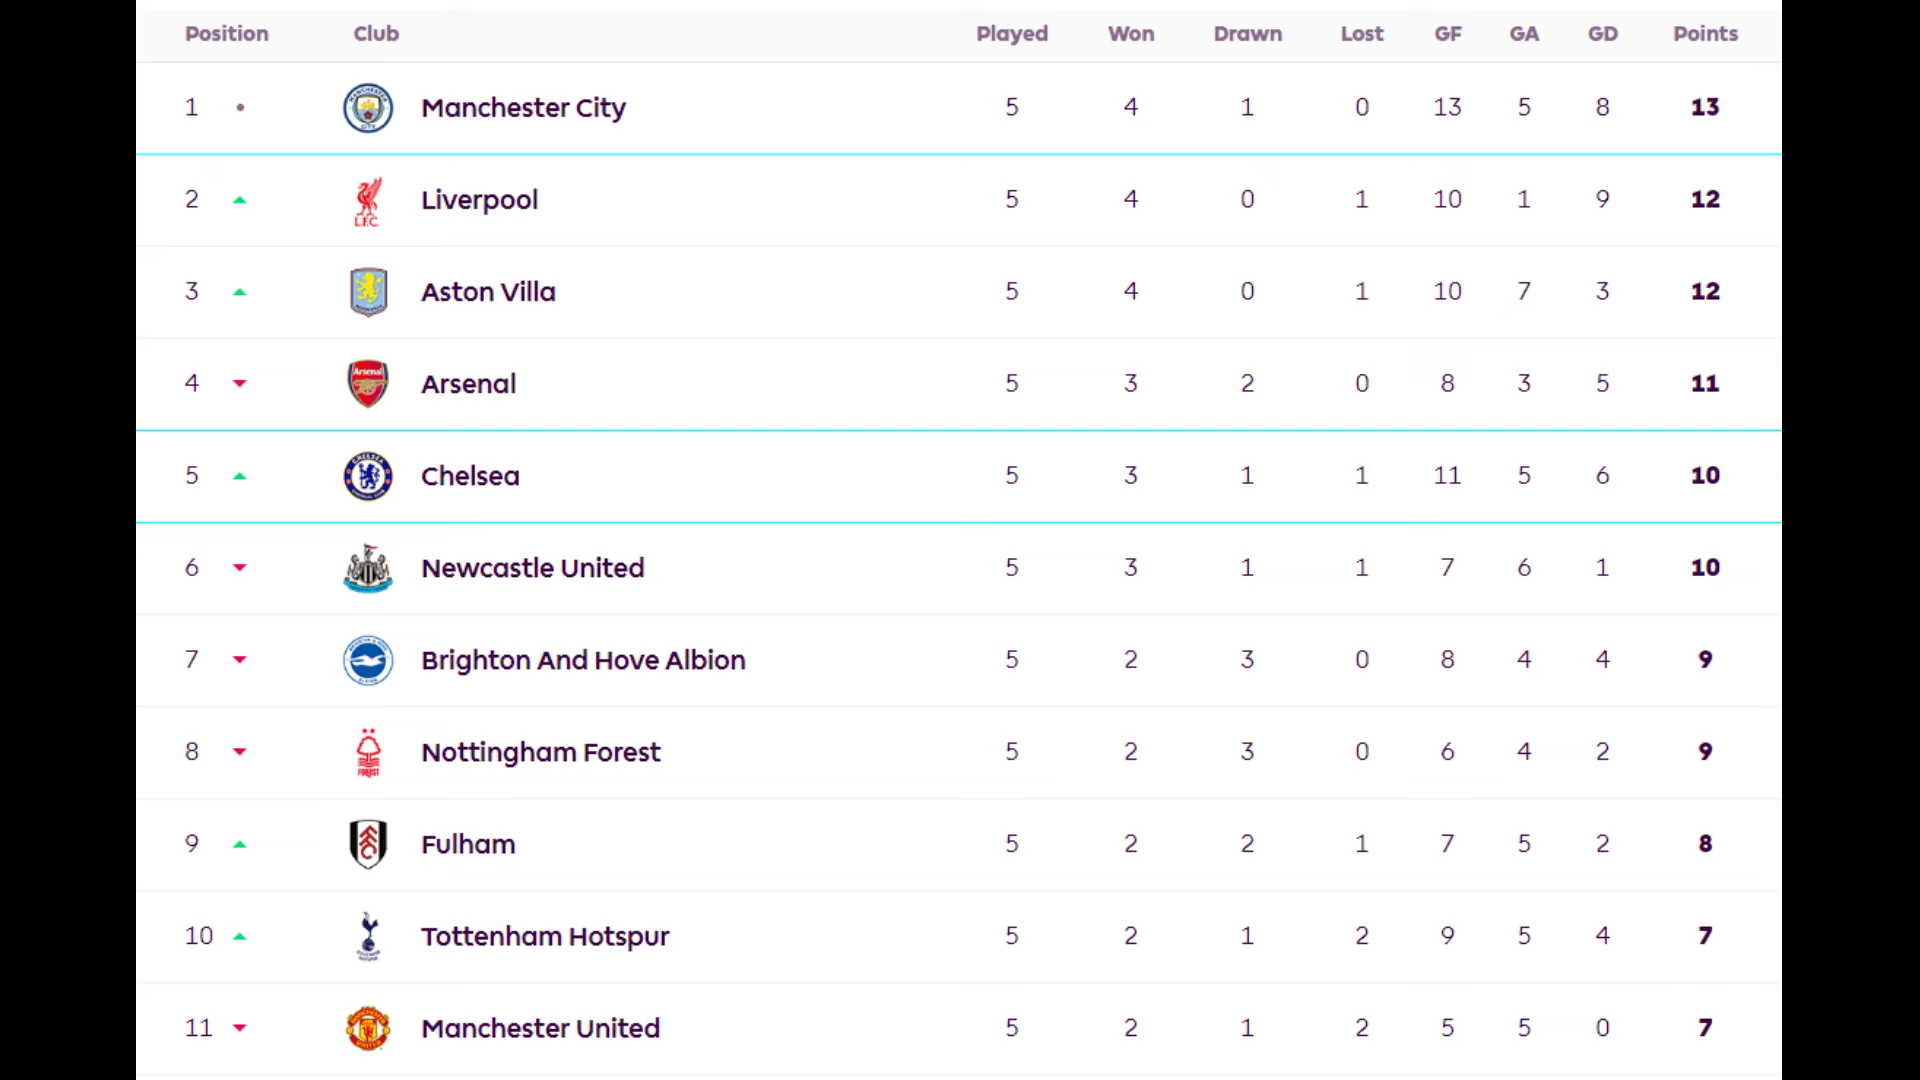 Position Club Played Won Drawn Lost GF GA GD Points
1 Manchester City 5 4 1 0 13 5 8 13
2 L.F.C. Liverpool 5 4 0 1 10 1 9 12
3 Aston Villa 5 4 0 1 10 7 3 12
4 Arsenal Arsenal 5 3 2 0 8 3 5 11
5 Chelsea 5 3 1 1 11 5 6 10
6 Newcastle United 5 3 1 1 7 6 1 10
7 Brighton And Hove Albion 5 2 3 0 8 4 4 9
8 FOREST Nottingham Forest 5 2 3 0 6 4 2 9
9 Fulham 5 2 2 1 7 5 2 8
10 Tottenham Hotspur 5 2 1 2 9 5 4 7
11 Manchester United 5 2 1 2 5 5 0 7